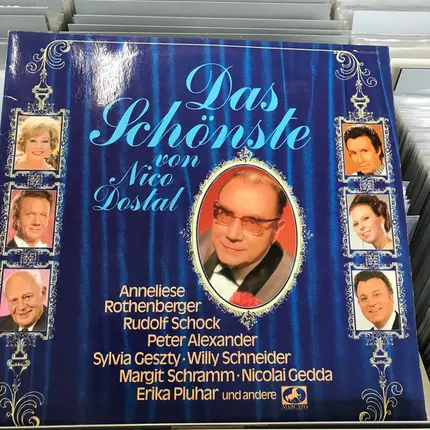 Das
Schönste
von
Nico
Dostal
Anneliese
Rothenberger
Rudolf Schock
Peter Alexander
Sylvia Geszty · Willy Schneider
Margit Schramm · Nicolai Gedda
Erika Pluhar und andere
MARCATO